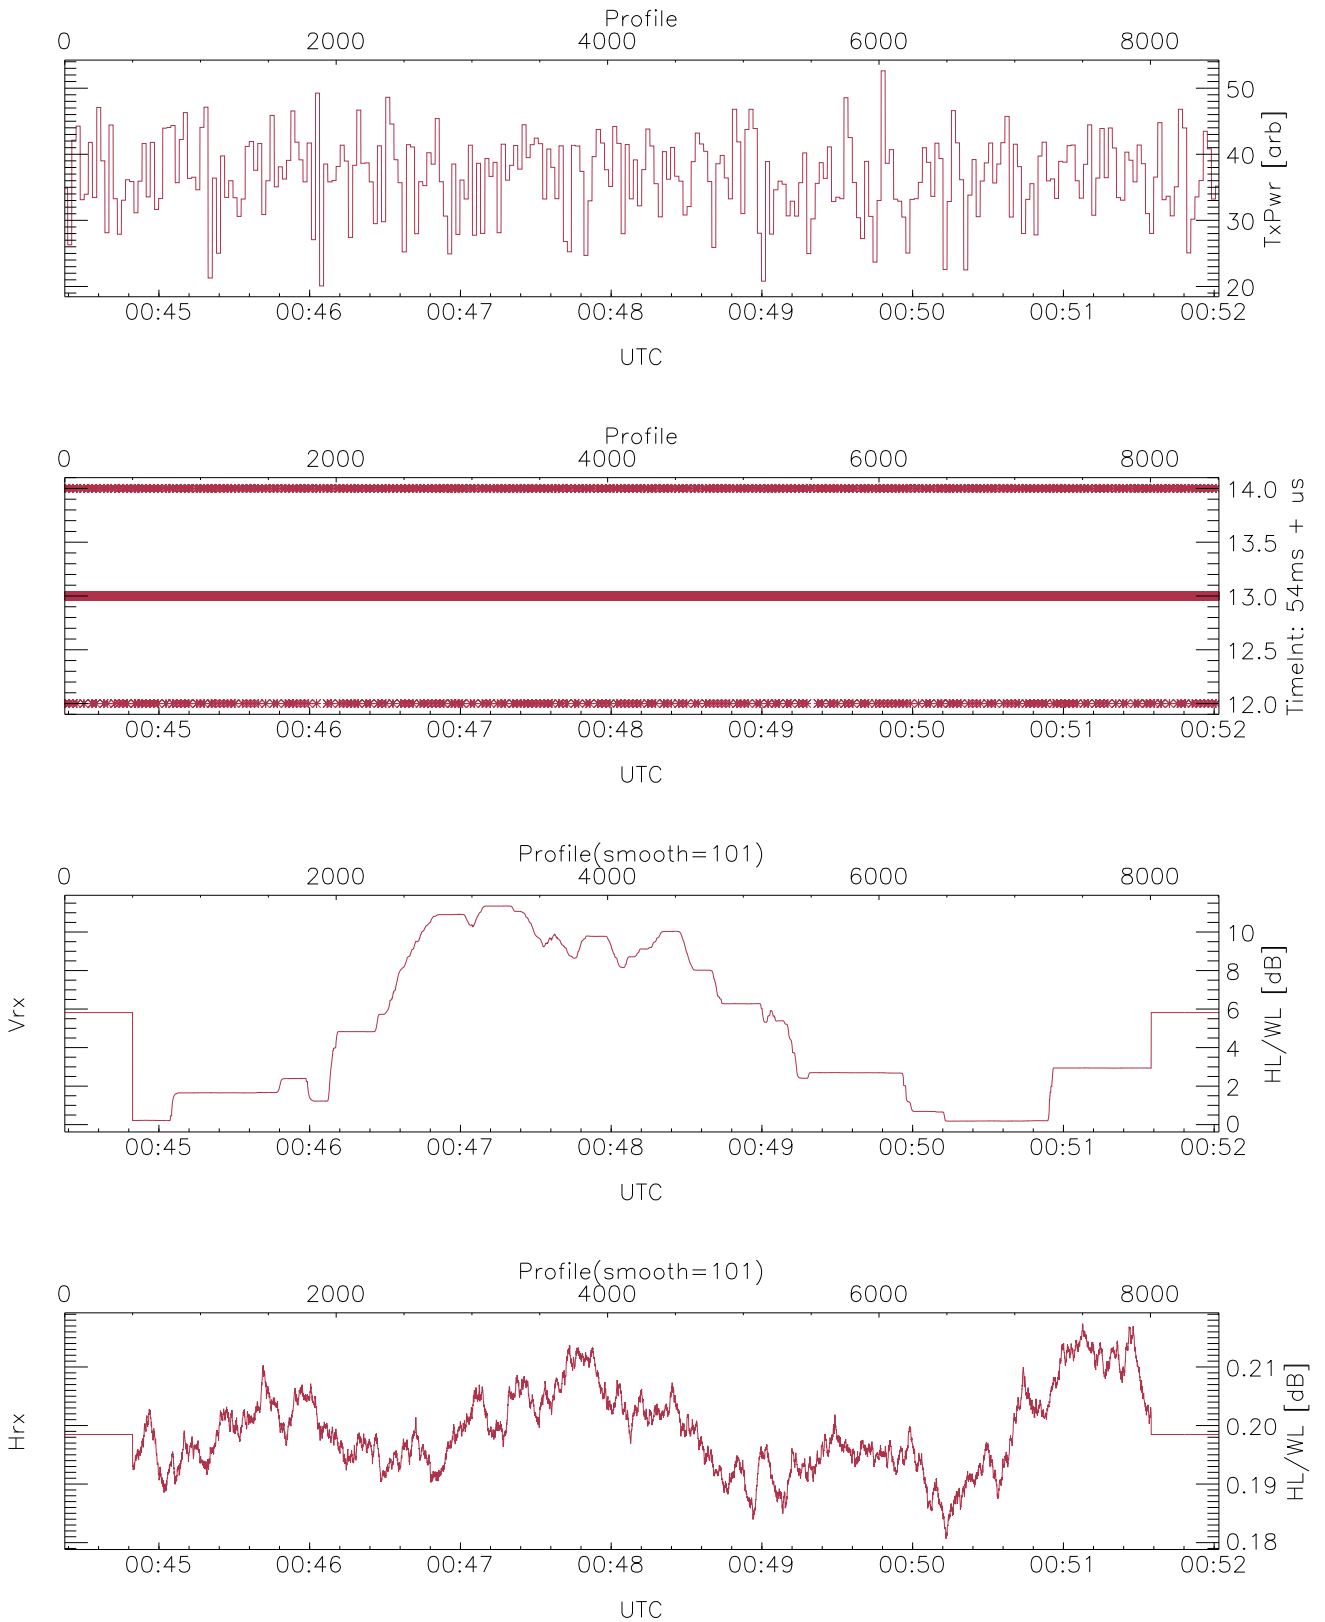 Profile
0 2000 4000 6000 8000
50
40
30
20
TxPwr [arb]
00:45 00:46 00:47 00:48 00:49 00:50 00:51 00:52
UTC
Profile
0 2000 4000 6000 8000
14.0
13.5
13.0
12.5
12.0
TimeInt: 54ms + us
00:45 00:46 00:47 00:48 00:49 00:50 00:51 00:52
UTC
Profile(smooth=101)
0 2000 4000 6000 8000
Vrx
10
8
6
4
2
0
HL/WL [dB]
00:45 00:46 00:47 00:48 00:49 00:50 00:51 00:52
UTC
Profile(smooth=101)
0 2000 4000 6000 8000
Hrx
0.21
0.20
0.19
0.18
HL/WL [dB]
00:45 00:46 00:47 00:48 00:49 00:50 00:51 00:52
UTC